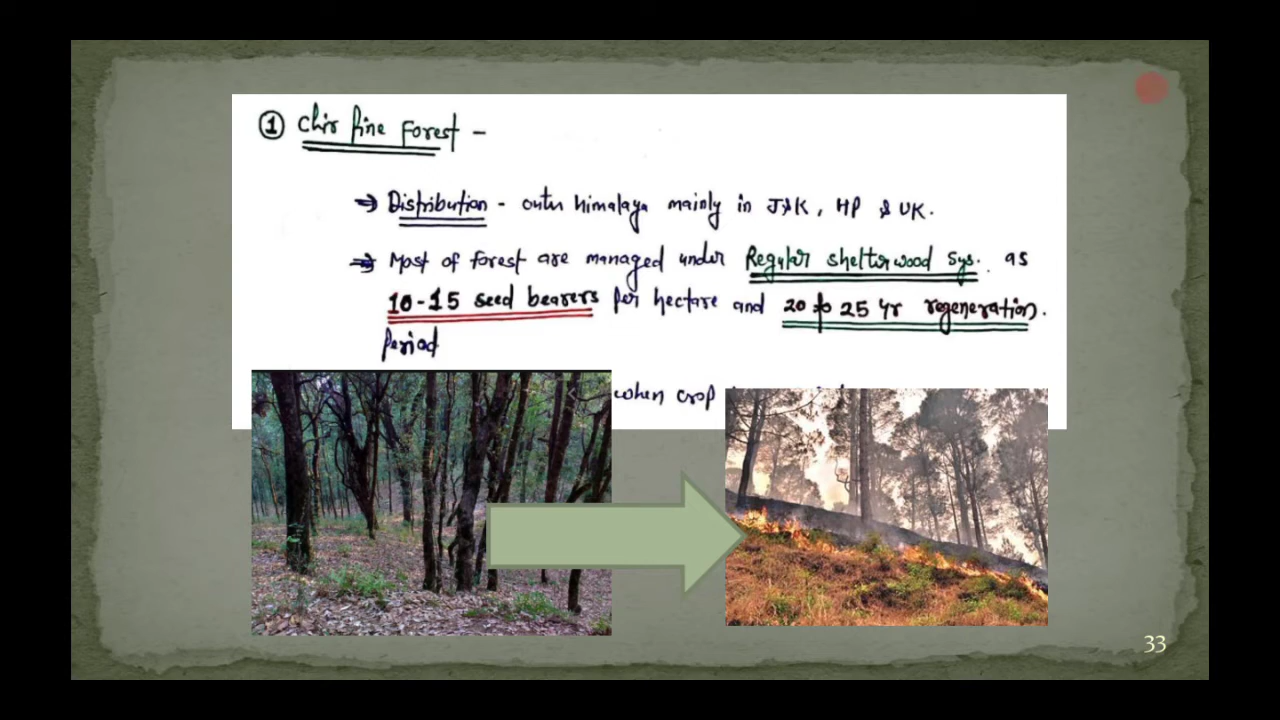 ① Chir Pine Forest -
⇒ Distribution - outer himalaya mainly in J&K, HP & UK.
⇒ Most of forest are managed under Regular shelterwood sys. as
10-15 seed bearers per hectare and 20 to 25 yr regeneration.
Period
when crop
33